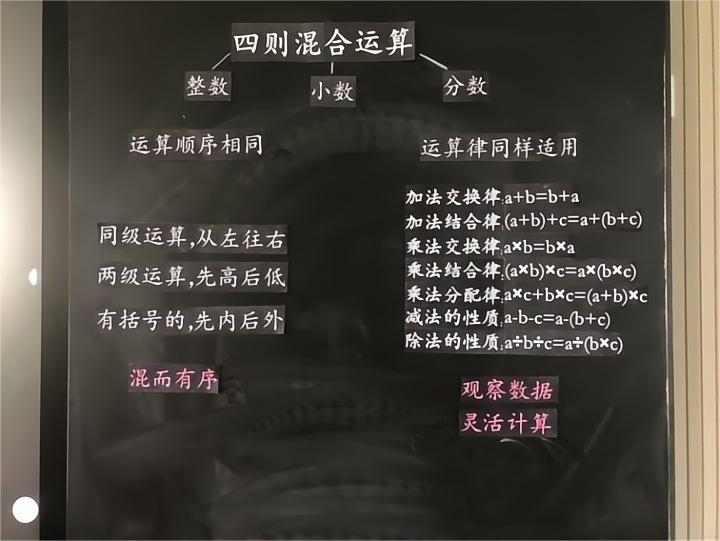 四则混合运算
整数 小数 分数
运算顺序相同
运算律同样适用
同级运算,从左往右
两级运算,先高后低
有括号的,先内后外
混而有序
加法交换律:a+b=b+a
加法结合律:(a+b)+c=a+(b+c)
乘法交换律:a×b=b×a
乘法结合律:(a×b)×c=a×(b×c)
乘法分配律:a×c+b×c=(a+b)×c
减法的性质:a-b-c=a-(b+c)
除法的性质:a÷b÷c=a÷(b×c)
观察数据
灵活计算